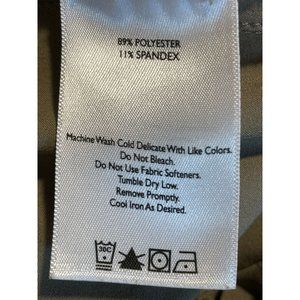 89% POLYESTER
11% SPANDEX
Machine Wash Cold Delicate With Like Colors.
Do Not Bleach.
Do Not Use Fabric Softeners.
Tumble Dry Low.
Remove Promptly.
Cool Iron As Desired.
30C